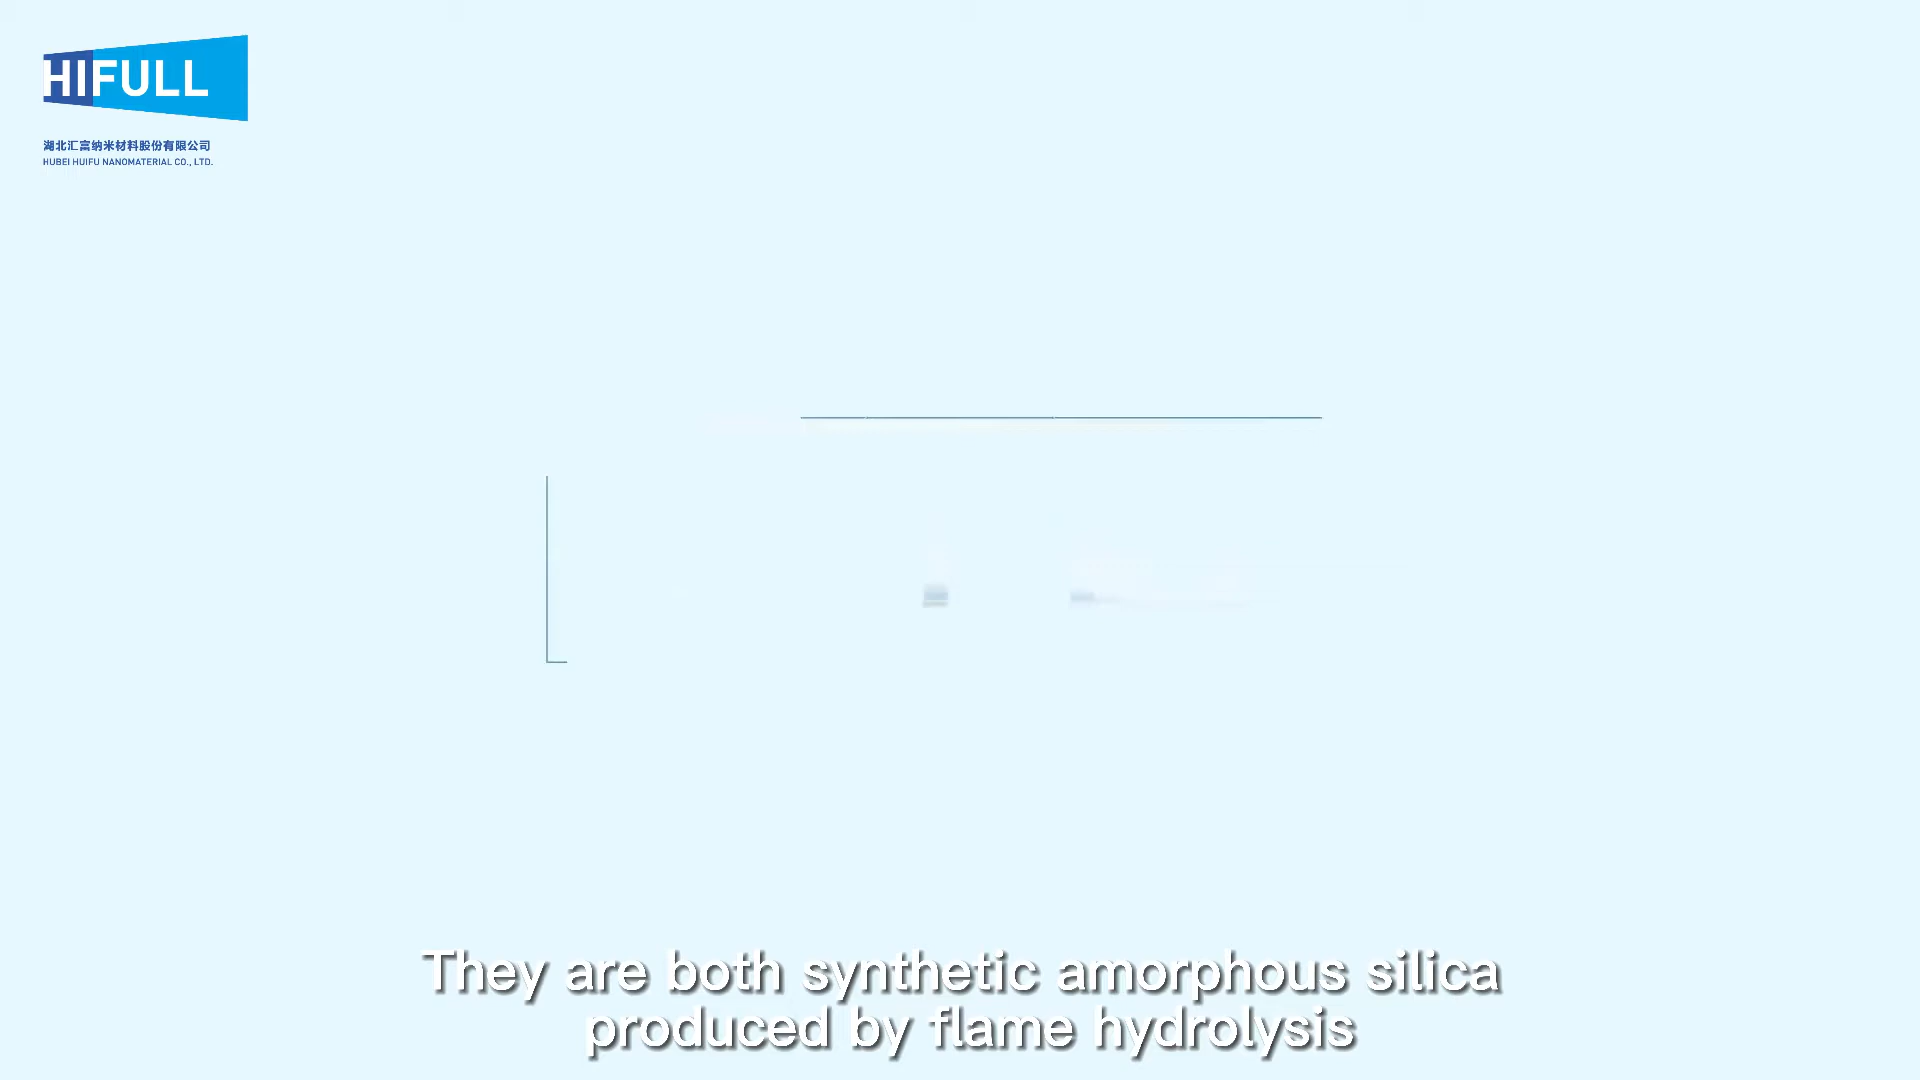 HIFULL
湖北汇富纳米材料股份有限公司
HUBEI HUIFU NANOMATERIAL CO., LTD.
They are both synthetic amorphous silica
produced by flame hydrolysis